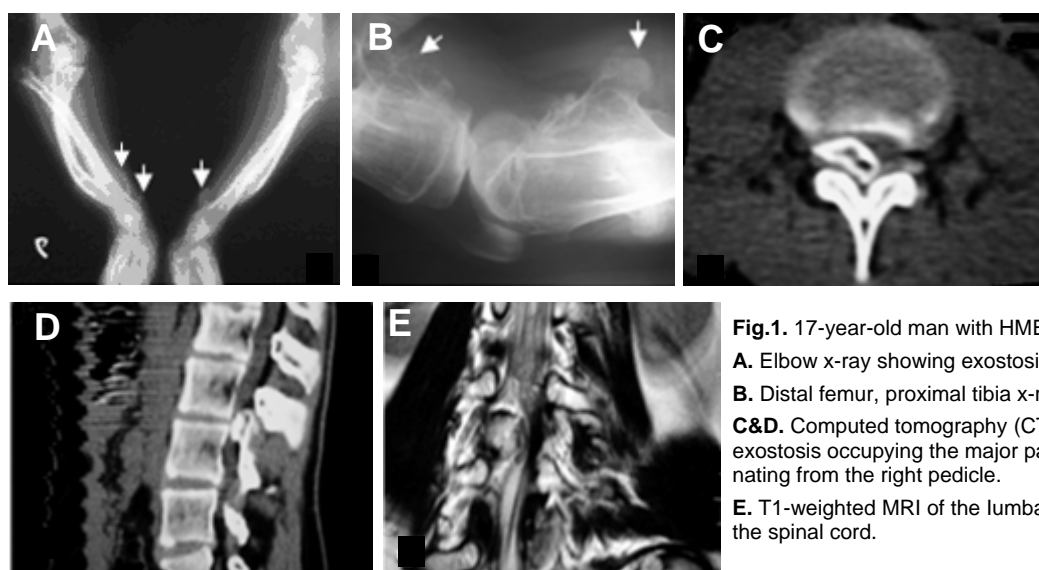 A
B
C
D
E
Fig.1. 17-year-old man with HME
A. Elbow x-ray showing exostosi
B. Distal femur, proximal tibia x-r
C&D. Computed tomography (CT
exostosis occupying the major pa
nating from the right pedicle.
E. T1-weighted MRI of the lumba
the spinal cord.